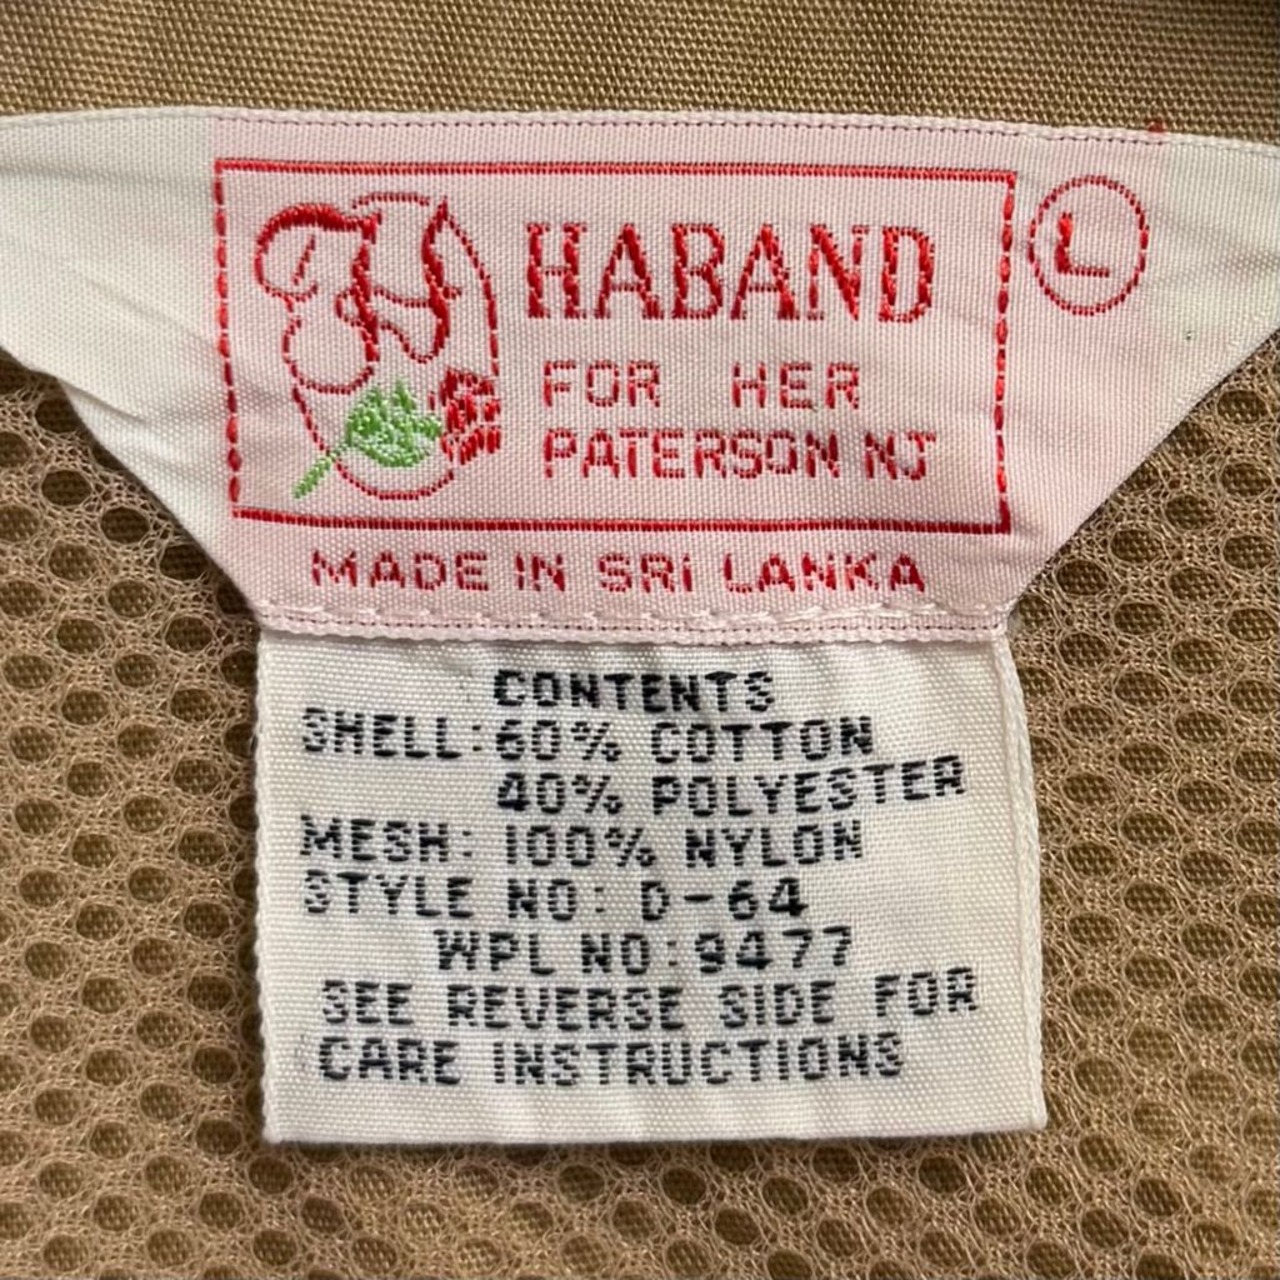 HABAND
L
FOR HER
PATERSON NJ
MADE IN SRI LANKA
CONTENTS
SHELL: 60% COTTON
40% POLYESTER
MESH: 100% NYLON
STYLE NO: D-64
WPL NO: 9477
SEE REVERSE SIDE FOR
CARE INSTRUCTIONS